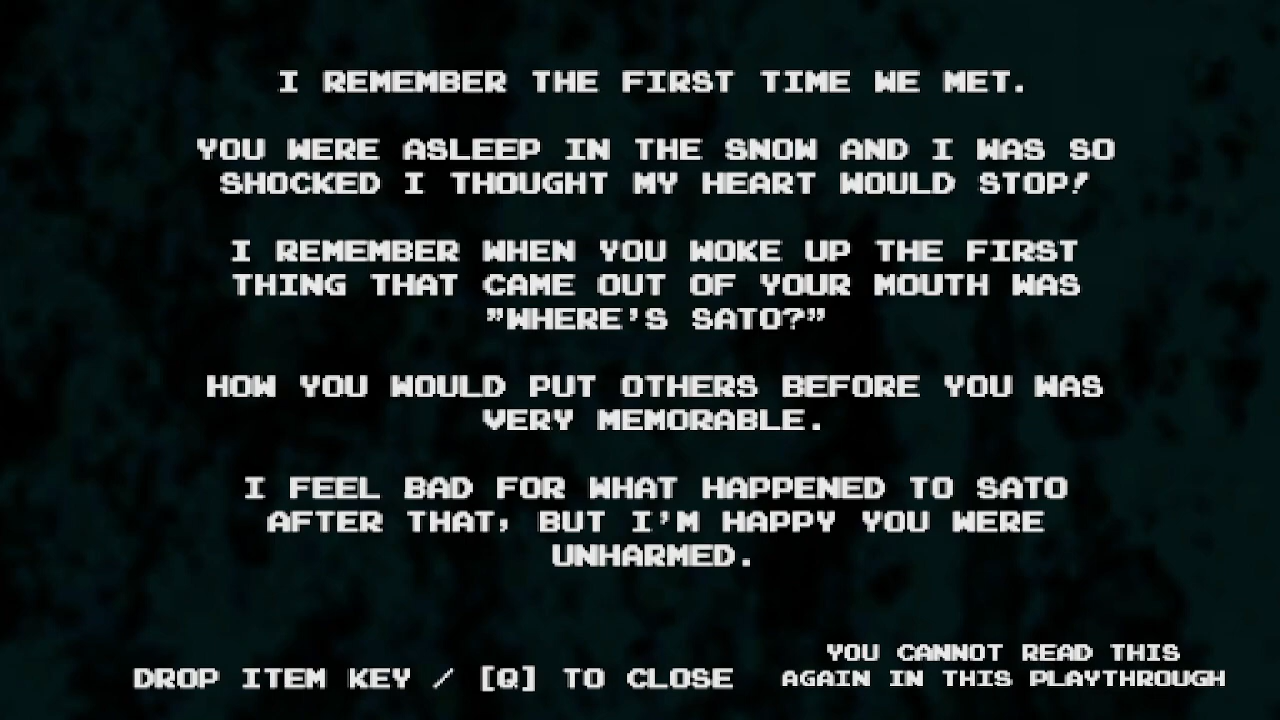 I REMEMBER THE FIRST TIME WE MET.
YOU WERE ASLEEP IN THE SNOW AND I WAS SO
SHOCKED I THOUGHT MY HEART WOULD STOP!
I REMEMBER WHEN YOU WOKE UP THE FIRST
THING THAT CAME OUT OF YOUR MOUTH WAS
"WHERE'S SATO?"
HOW YOU WOULD PUT OTHERS BEFORE YOU WAS
VERY MEMORABLE.
I FEEL BAD FOR WHAT HAPPENED TO SATO
AFTER THAT, BUT I'M HAPPY YOU WERE
UNHARMED.
DROP ITEM KEY / [Q] TO CLOSE
YOU CANNOT READ THIS
AGAIN IN THIS PLAYTHROUGH